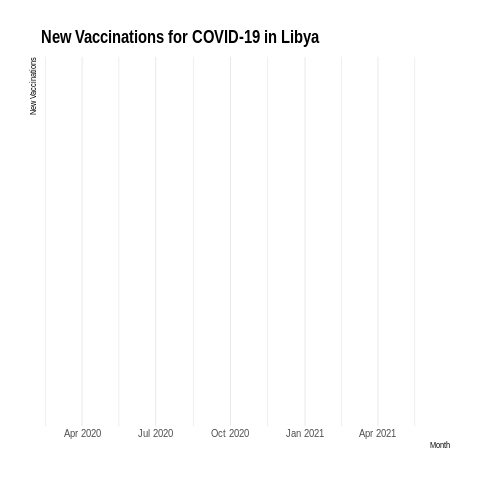 New Vaccinations for COVID-19 in Libya
New Vaccinations
Apr 2020 Jul 2020 Oct 2020 Jan 2021 Apr 2021
Month